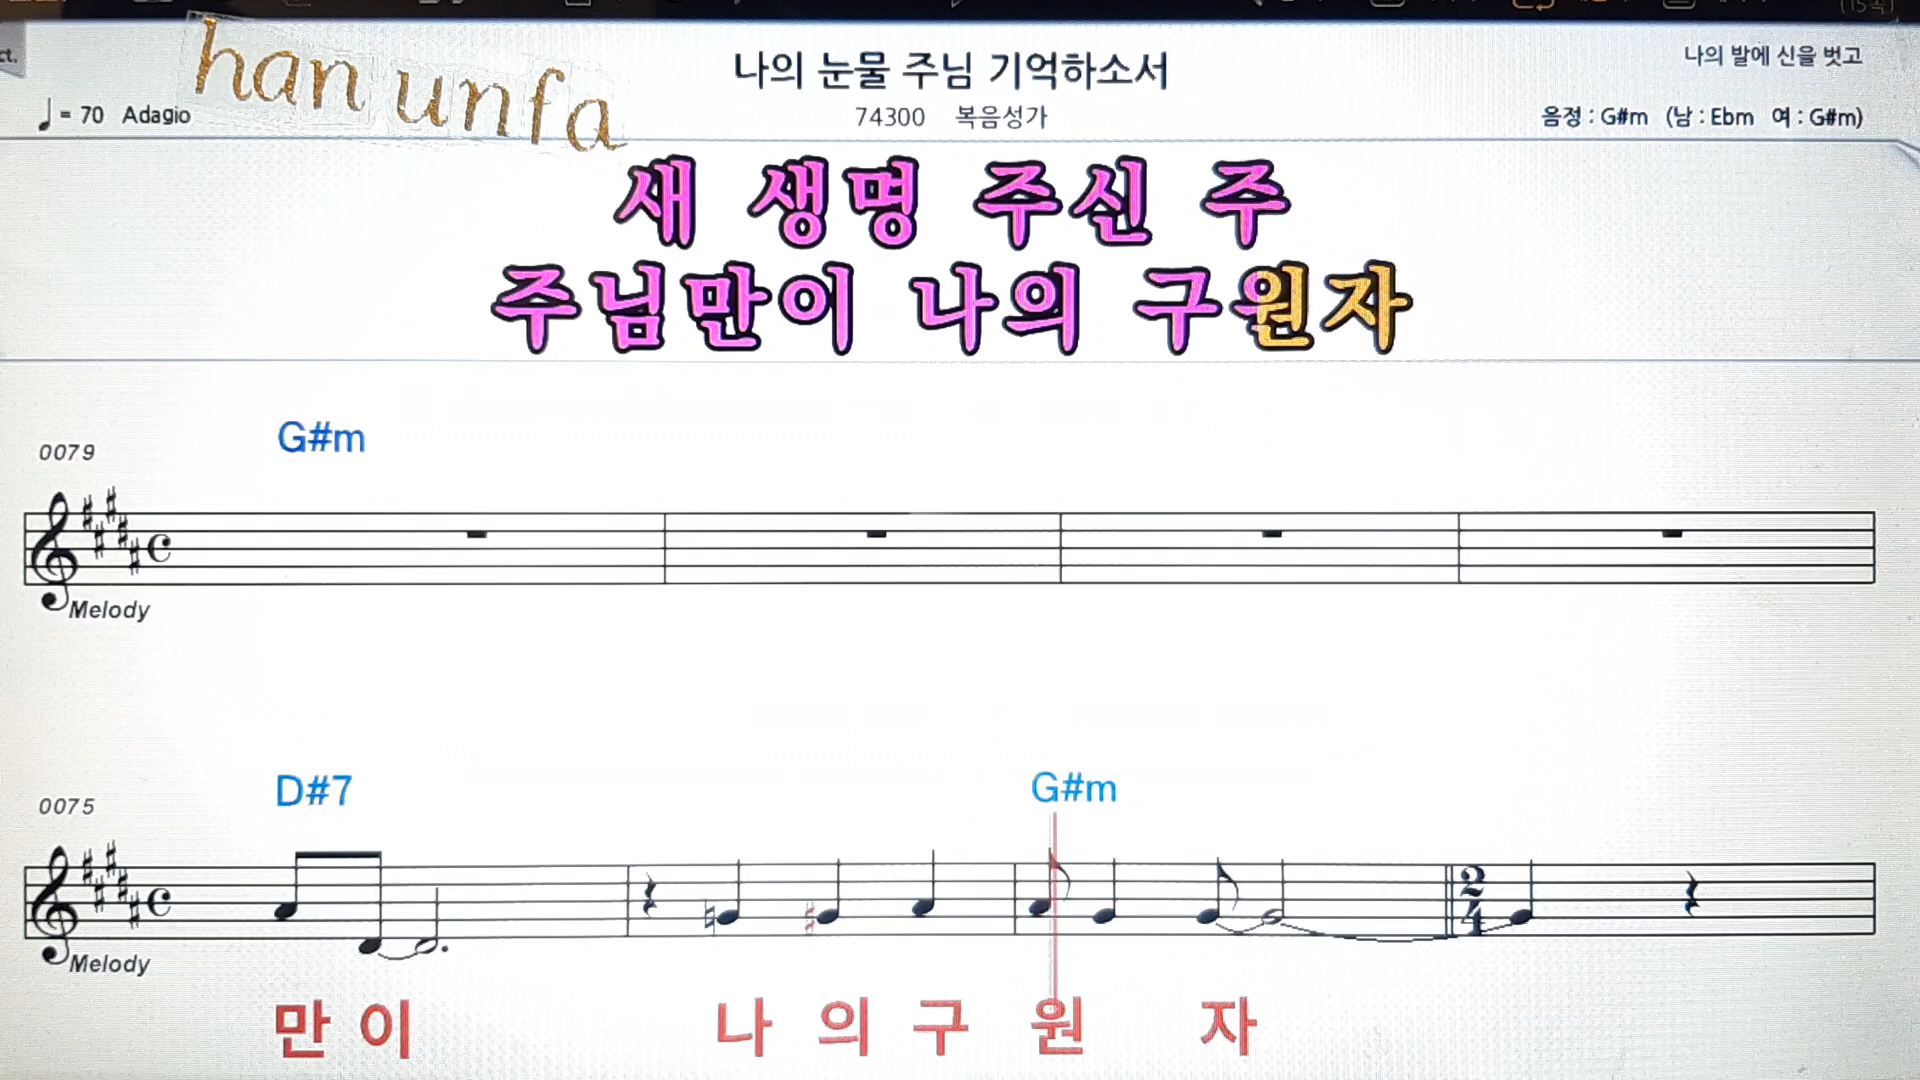 ct.
han unfa
나의 눈물 주님 기억하소서
나의 발에 신을 벗고
♩ = 70 Adagio
74300 복음성가
음정 : G#m (남 : Ebm 여 : G#m)
새 생명 주신 주
주님만이 나의 구원자
G#m
0079
Melody
D#7 G#m
0075
2/4
Melody
만 이 나 의 구 원 자